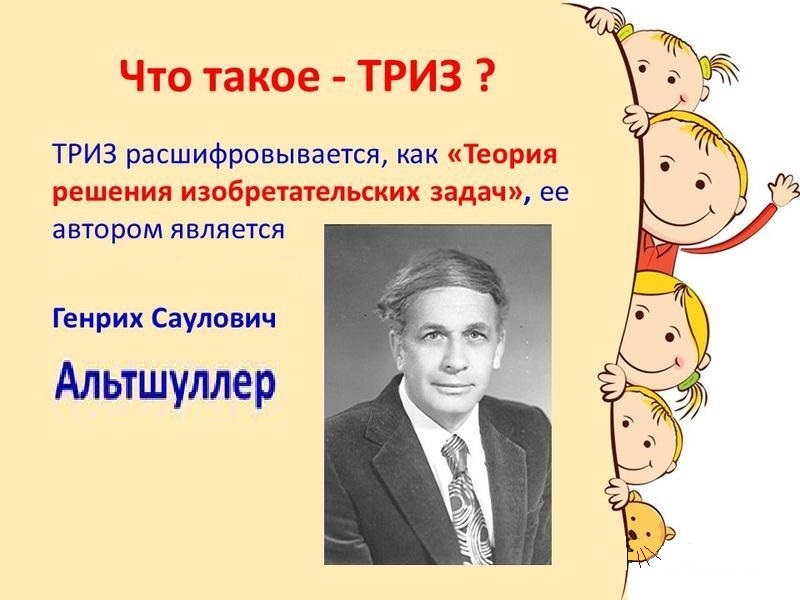 Что такое - ТРИЗ ?
ТРИЗ расшифровывается, как «Теория
решения изобретательских задач», ее
автором является
Генрих Саулович
Альтшуллер